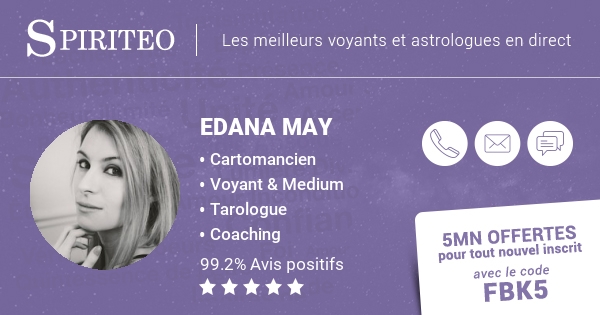 SPIRITEO
Les meilleurs voyants et astrologues en direct
EDANA MAY
• Cartomancien
• Voyant & Medium
• Tarologue
• Coaching
99.2% Avis positifs
5MN OFFERTES
pour tout nouvel inscrit
avec le code
FBK5